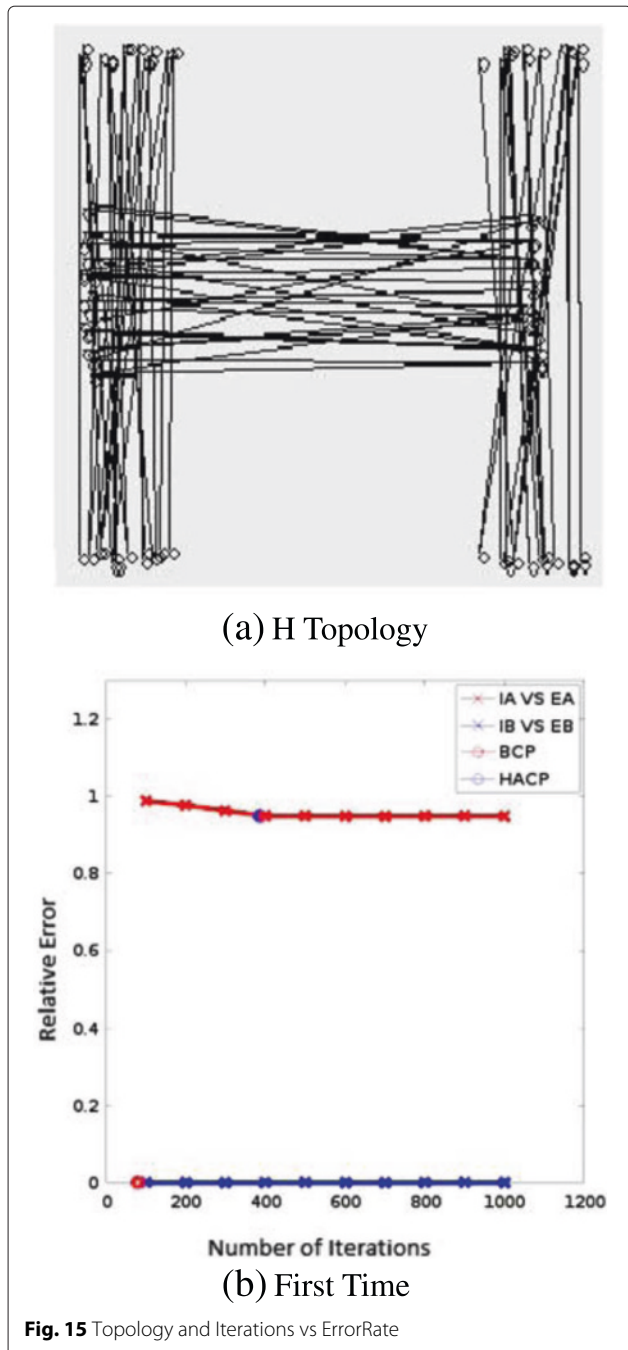 (a) H Topology
IA VS EA
IB VS EB
BCP
HACP
1.2
1
0.8
0.6
0.4
0.2
0
Relative Error
0 200 400 600 800 1000 1200
Number of Iterations
(b) First Time
Fig. 15 Topology and Iterations vs ErrorRate